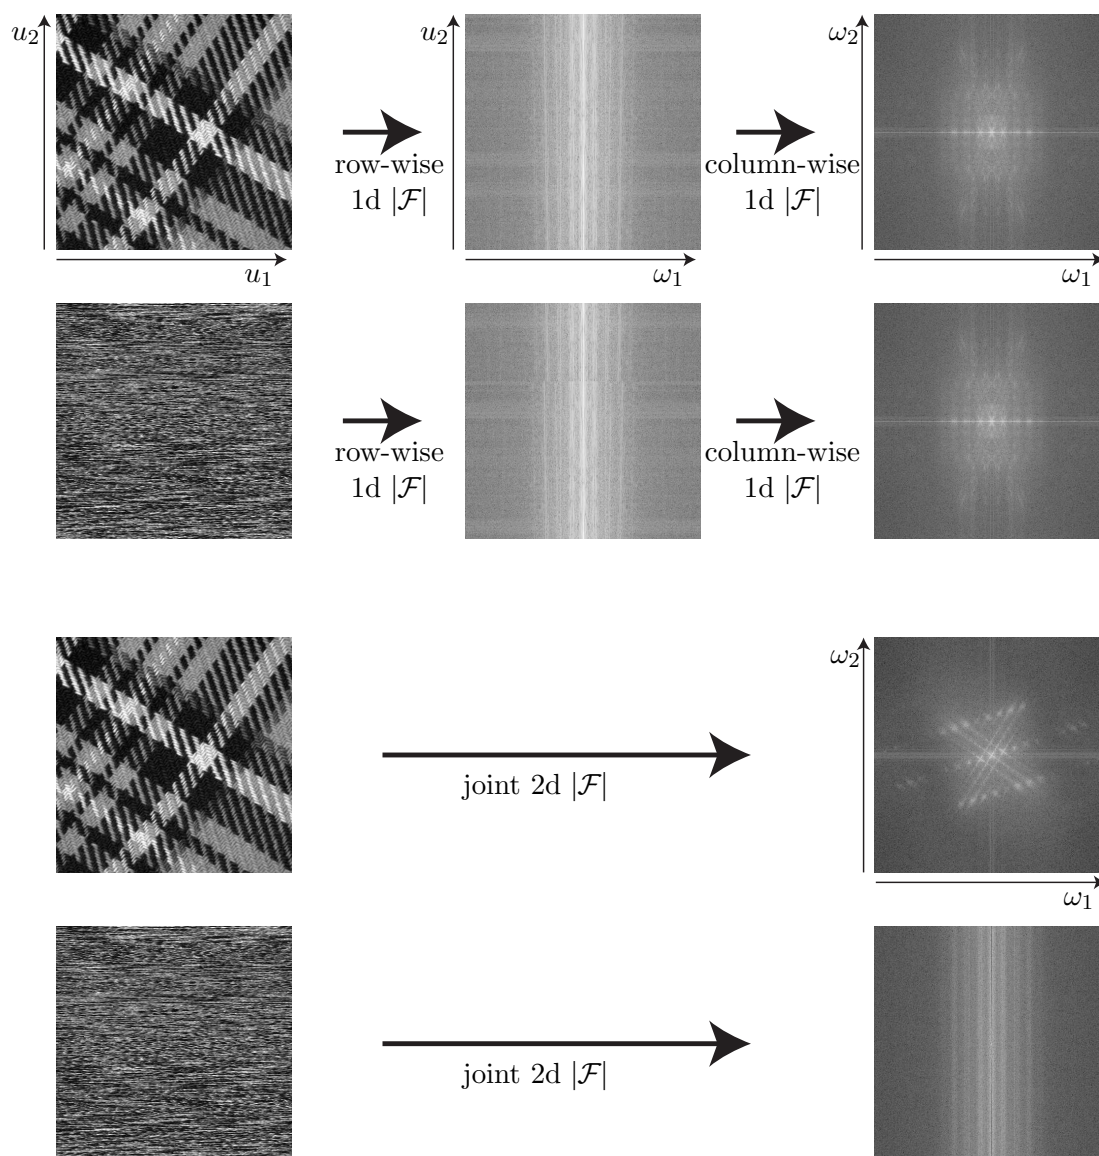 u₂
u₂
ω₂
row-wise
1d |ℱ|
column-wise
1d |ℱ|
u₁
ω₁
ω₁
row-wise
1d |ℱ|
column-wise
1d |ℱ|
ω₂
joint 2d |ℱ|
ω₁
joint 2d |ℱ|